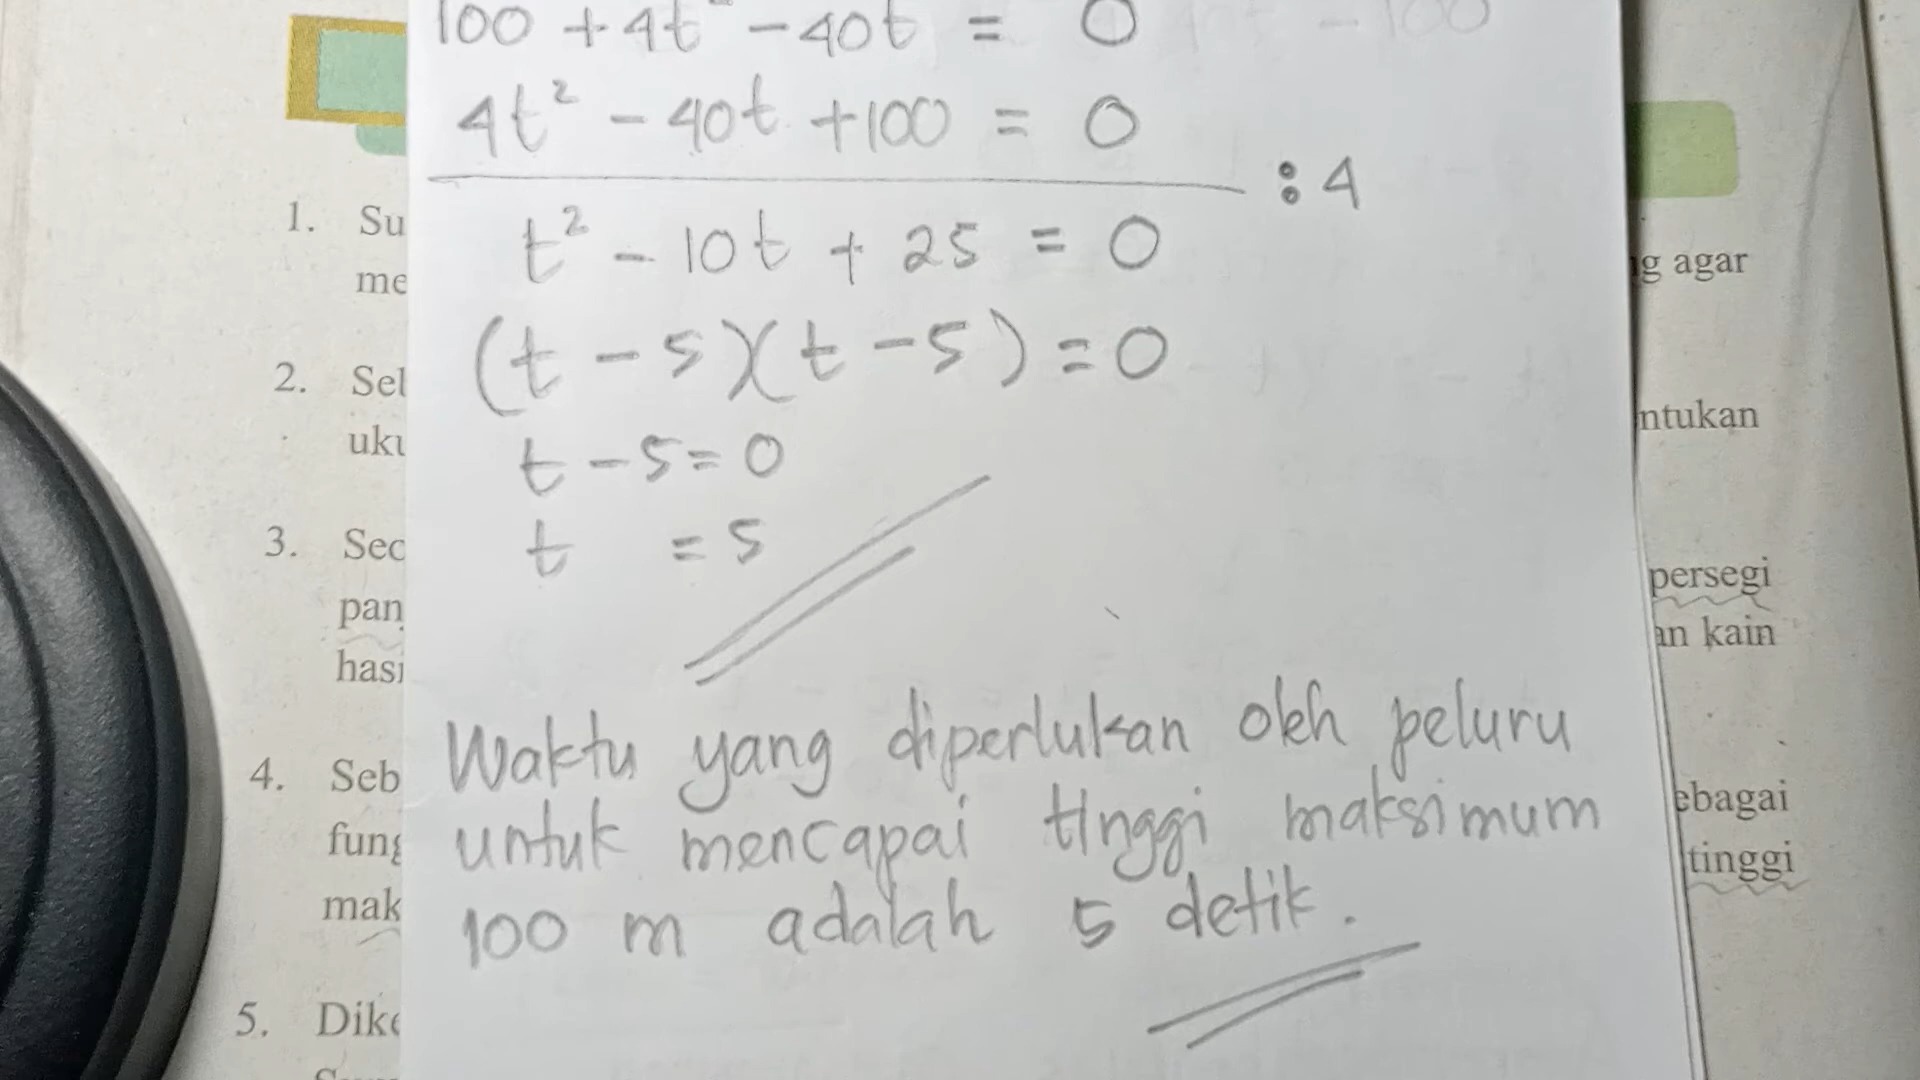 100 + 4t² - 40t = 0
4t² - 40t + 100 = 0
: 4
t² - 10t + 25 = 0
(t - 5)(t - 5) = 0
t - 5 = 0
t = 5
Waktu yang diperlukan oleh peluru
untuk mencapai tinggi maksimum
100 m adalah 5 detik.
1. Su
me
g agar
2. Sel
uku
ntukan
3. Sec
pan
persegi
hasi
an kain
4. Seb
ebagai
fung
tinggi
mak
5. Dike